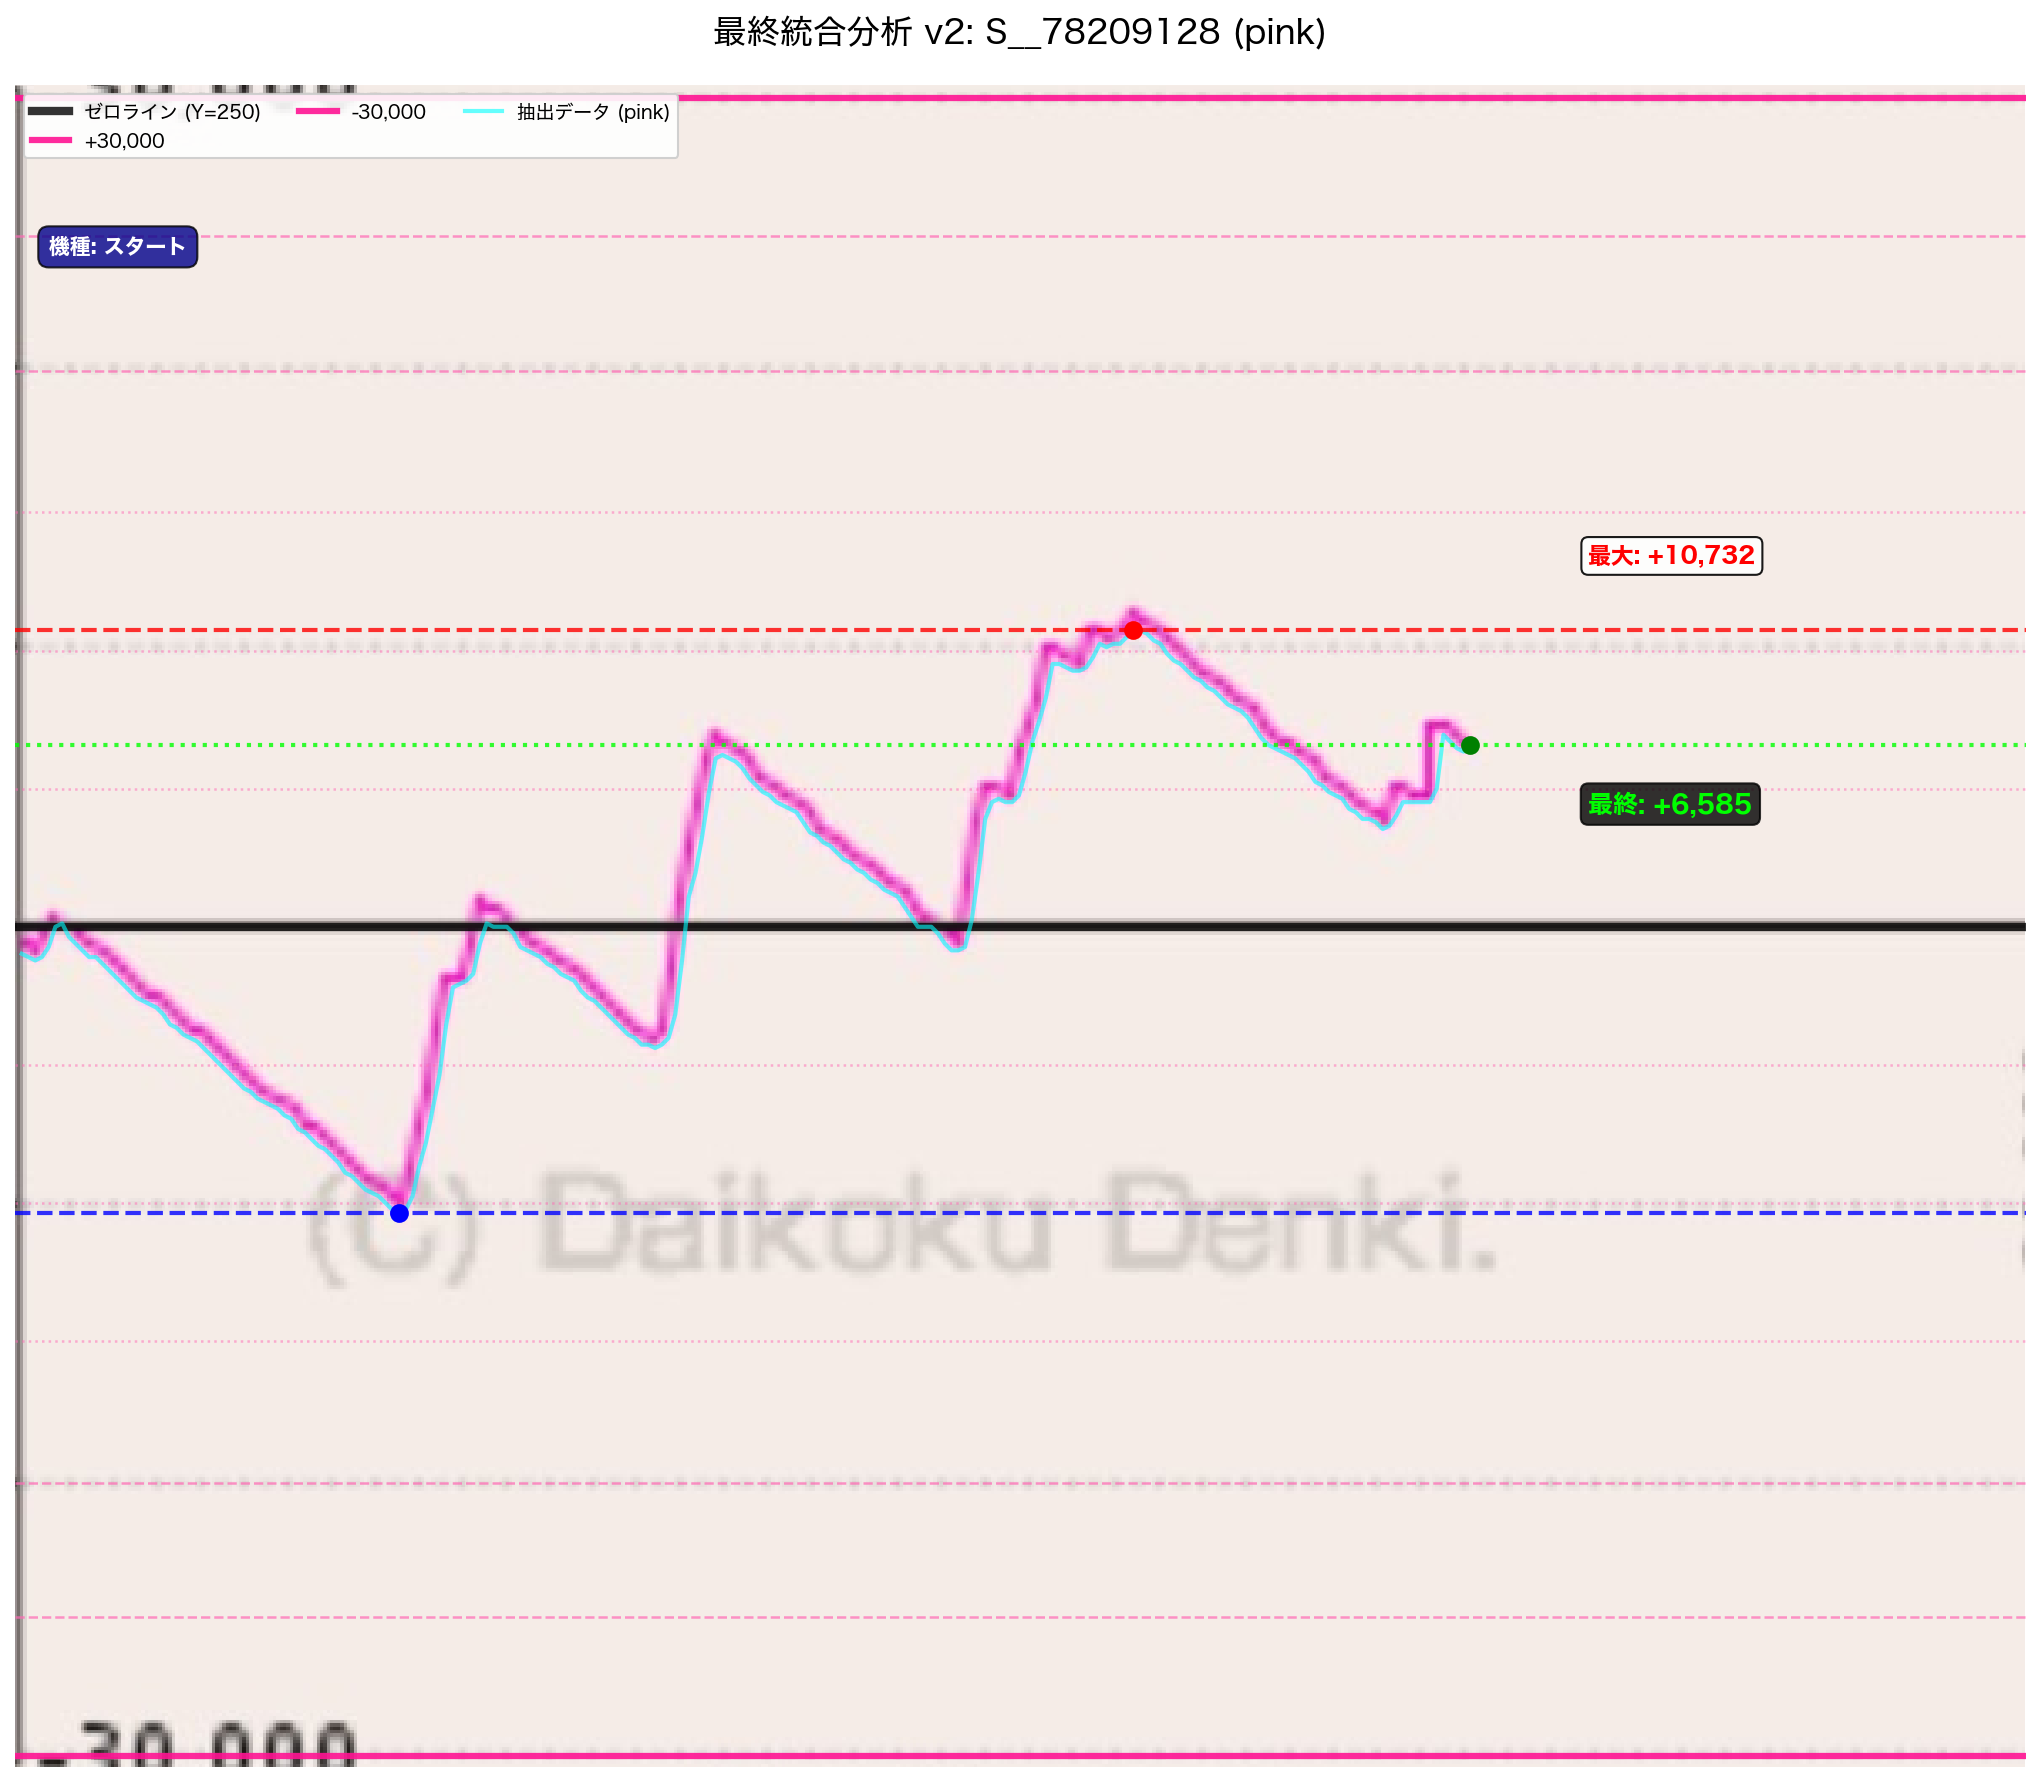 最終統合分析 v2: S__78209128 (pink)
30,000
ゼロライン (Y=250)
-30,000
抽出データ (pink)
+30,000
機種: スタート
最大: +10,732
最終: +6,585
(C) Daikoku Denki.
-30,000